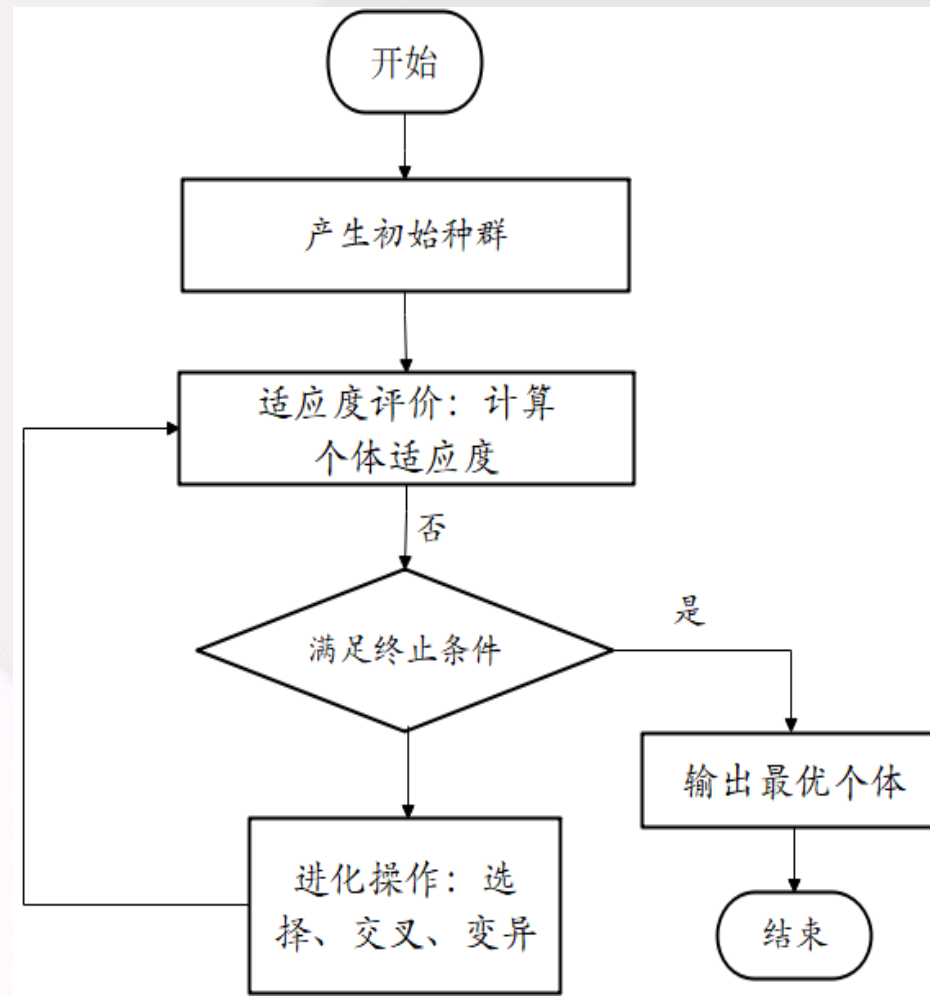 开始
产生初始种群
适应度评价：计算
个体适应度
否
满足终止条件
是
输出最优个体
进化操作：选
择、交叉、变异
结束